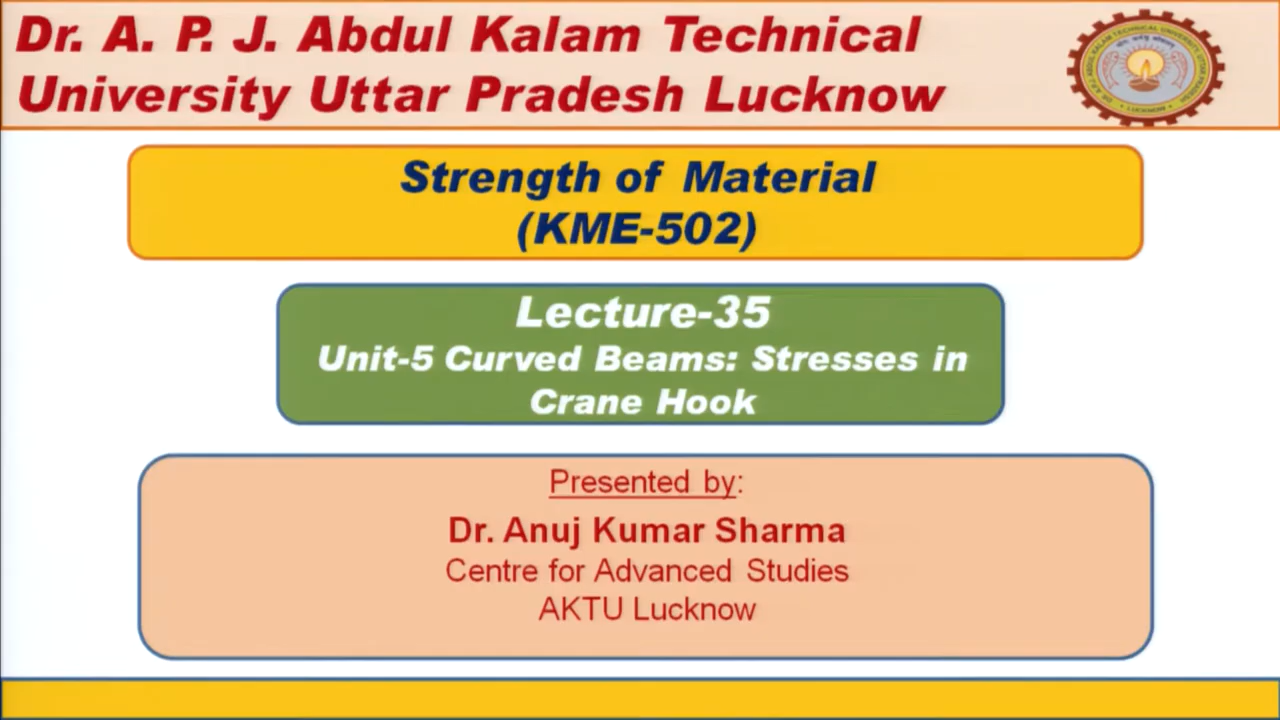 Dr. A. P. J. Abdul Kalam Technical
University Uttar Pradesh Lucknow
Strength of Material
(KME-502)
Lecture-35
Unit-5 Curved Beams: Stresses in
Crane Hook
Presented by:
Dr. Anuj Kumar Sharma
Centre for Advanced Studies
AKTU Lucknow